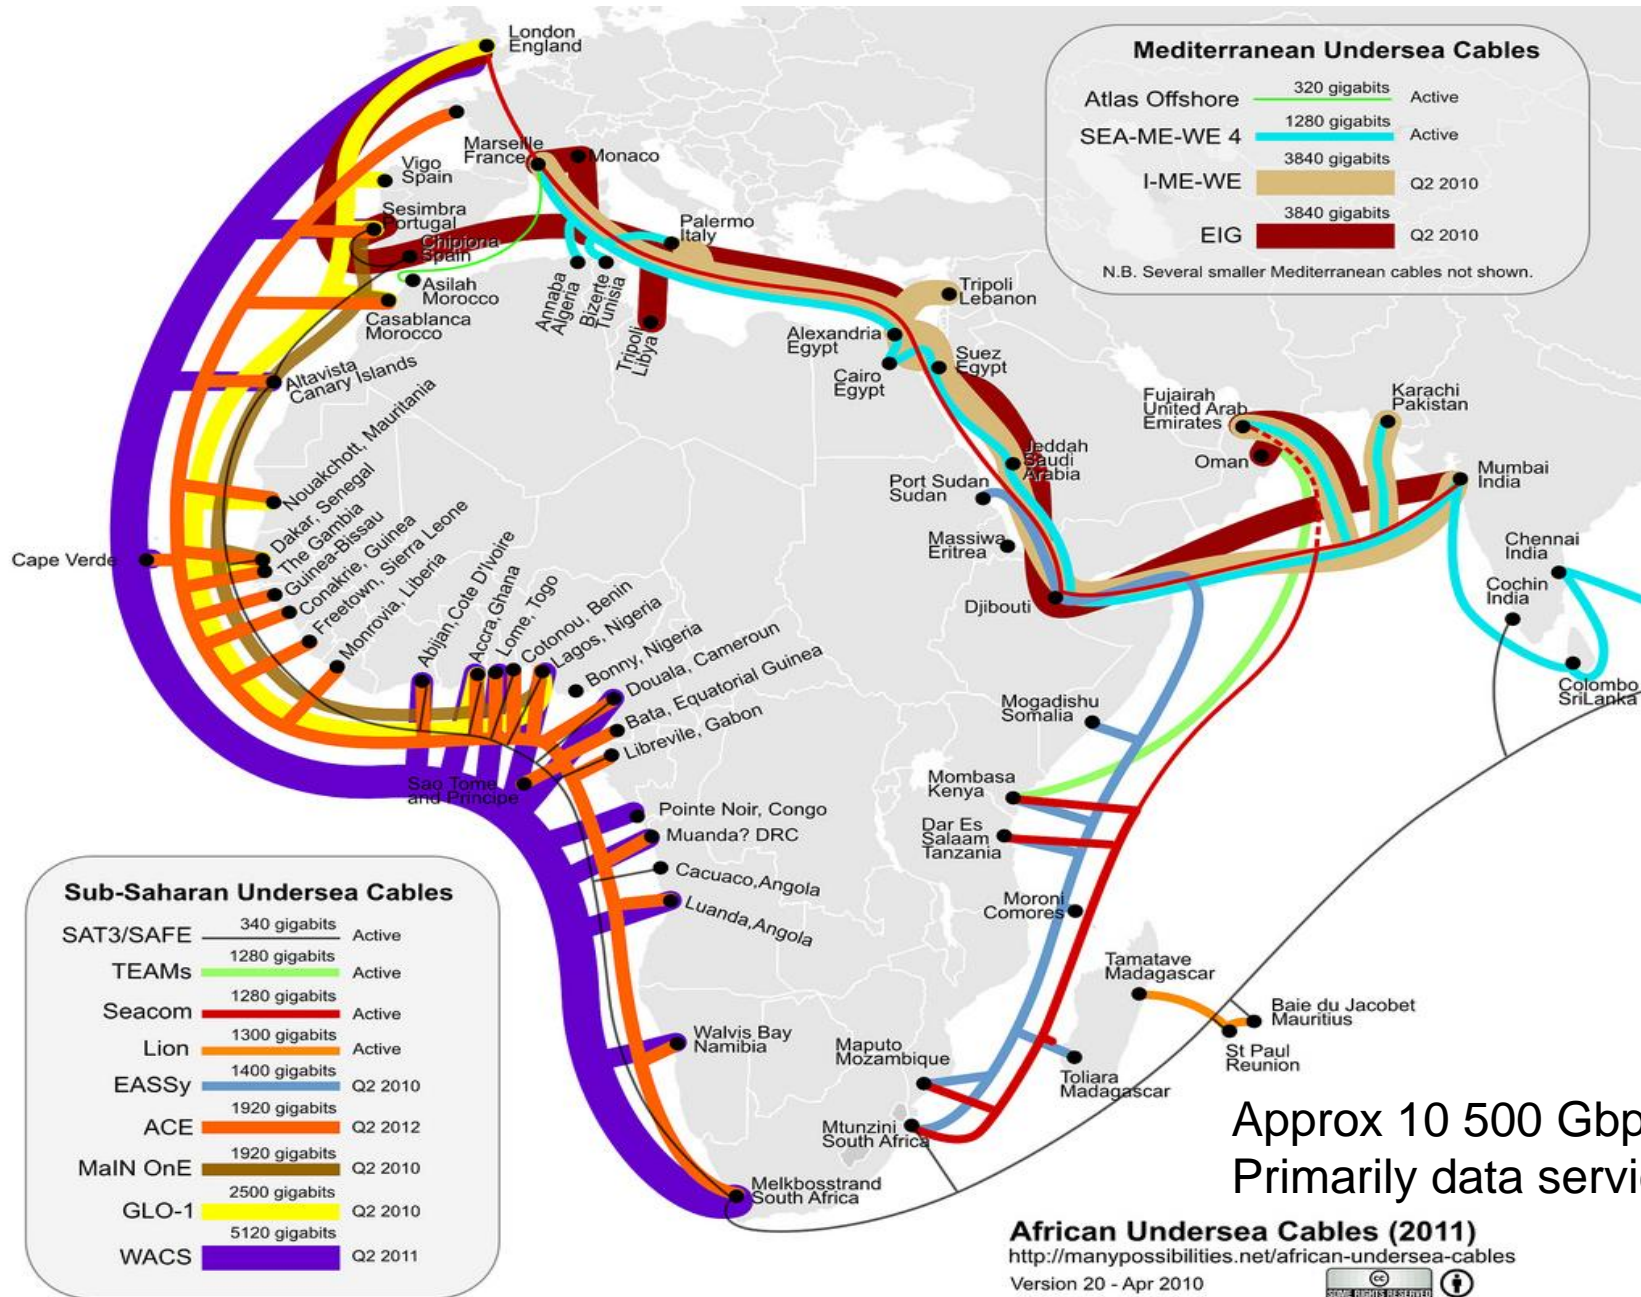 London
England
Marseille
France
Monaco
Vigo
Spain
Sesimbra
Portugal
Chipiona
Spain
Asilah
Morocco
Casablanca
Morocco
Palermo
Italy
Annaba
Algeria
Bizerte
Tunisia
Tripoli
Libya
Tripoli
Lebanon
Alexandria
Egypt
Cairo
Egypt
Suez
Egypt
Altavista
Canary Islands
Nouakchott, Mauritania
Dakar, Senegal
The Gambia
Guinea-Bissau
Conakrie, Guinea
Freetown, Sierra Leone
Monrovia, Liberia
Cape Verde
Abijan,Cote D'Ivoire
Accra,Ghana
Lome, Togo
Cotonou, Benin
Lagos, Nigeria
Bonny, Nigeria
Douala, Cameroun
Bata, Equatorial Guinea
Librevile, Gabon
Sao Tome
and Principe
Pointe Noir, Congo
Muanda? DRC
Cacuaco,Angola
Luanda,Angola
Walvis Bay
Namibia
Melkbosstrand
South Africa
Jeddah
Saudi
Arabia
Port Sudan
Sudan
Massiwa
Eritrea
Djibouti
Fujairah
United Arab
Emirates
Oman
Karachi
Pakistan
Mumbai
India
Chennai
India
Cochin
India
Colombo
SriLanka
Mogadishu
Somalia
Mombasa
Kenya
Dar Es
Salaam
Tanzania
Moroni
Comores
Tamatave
Madagascar
Baie du Jacobet
Mauritius
St Paul
Reunion
Toliara
Madagascar
Maputo
Mozambique
Mtunzini
South Africa
Mediterranean Undersea Cables
Atlas Offshore 320 gigabits Active
SEA-ME-WE 4 1280 gigabits Active
I-ME-WE 3840 gigabits Q2 2010
EIG 3840 gigabits Q2 2010
N.B. Several smaller Mediterranean cables not shown.
Sub-Saharan Undersea Cables
SAT3/SAFE 340 gigabits Active
TEAMs 1280 gigabits Active
Seacom 1280 gigabits Active
Lion 1300 gigabits Active
EASSy 1400 gigabits Q2 2010
ACE 1920 gigabits Q2 2012
MaIN OnE 1920 gigabits Q2 2010
GLO-1 2500 gigabits Q2 2010
WACS 5120 gigabits Q2 2011
Approx 10 500 Gbp
Primarily data servi
African Undersea Cables (2011)
http://manypossibilities.net/african-undersea-cables
Version 20 - Apr 2010
cc
SOME RIGHTS RESERVED